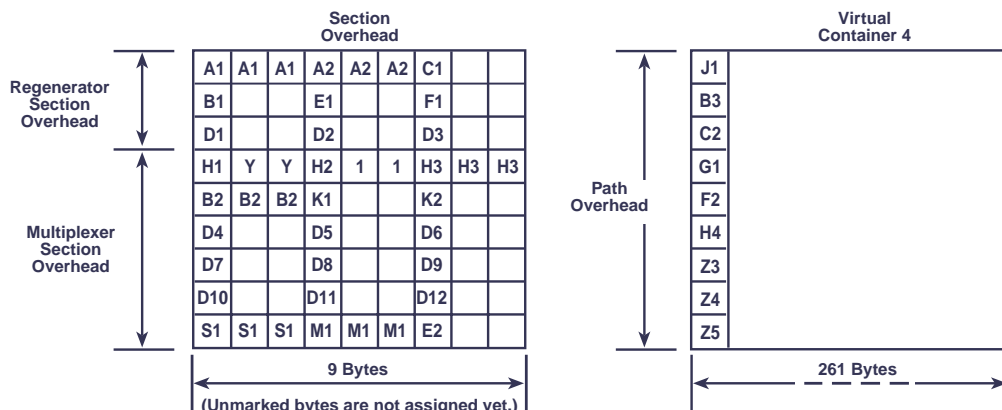 Section
Overhead
Virtual
Container 4
Regenerator
Section
Overhead
A1 A1 A1 A2 A2 A2 C1
B1 E1 F1
D1 D2 D3
Multiplexer
Section
Overhead
H1 Y Y H2 1 1 H3 H3 H3
B2 B2 B2 K1 K2
D4 D5 D6
D7 D8 D9
D10 D11 D12
S1 S1 S1 M1 M1 M1 E2
9 Bytes
(Unmarked bytes are not assigned yet.)
Path
Overhead
J1
B3
C2
G1
F2
H4
Z3
Z4
Z5
261 Bytes